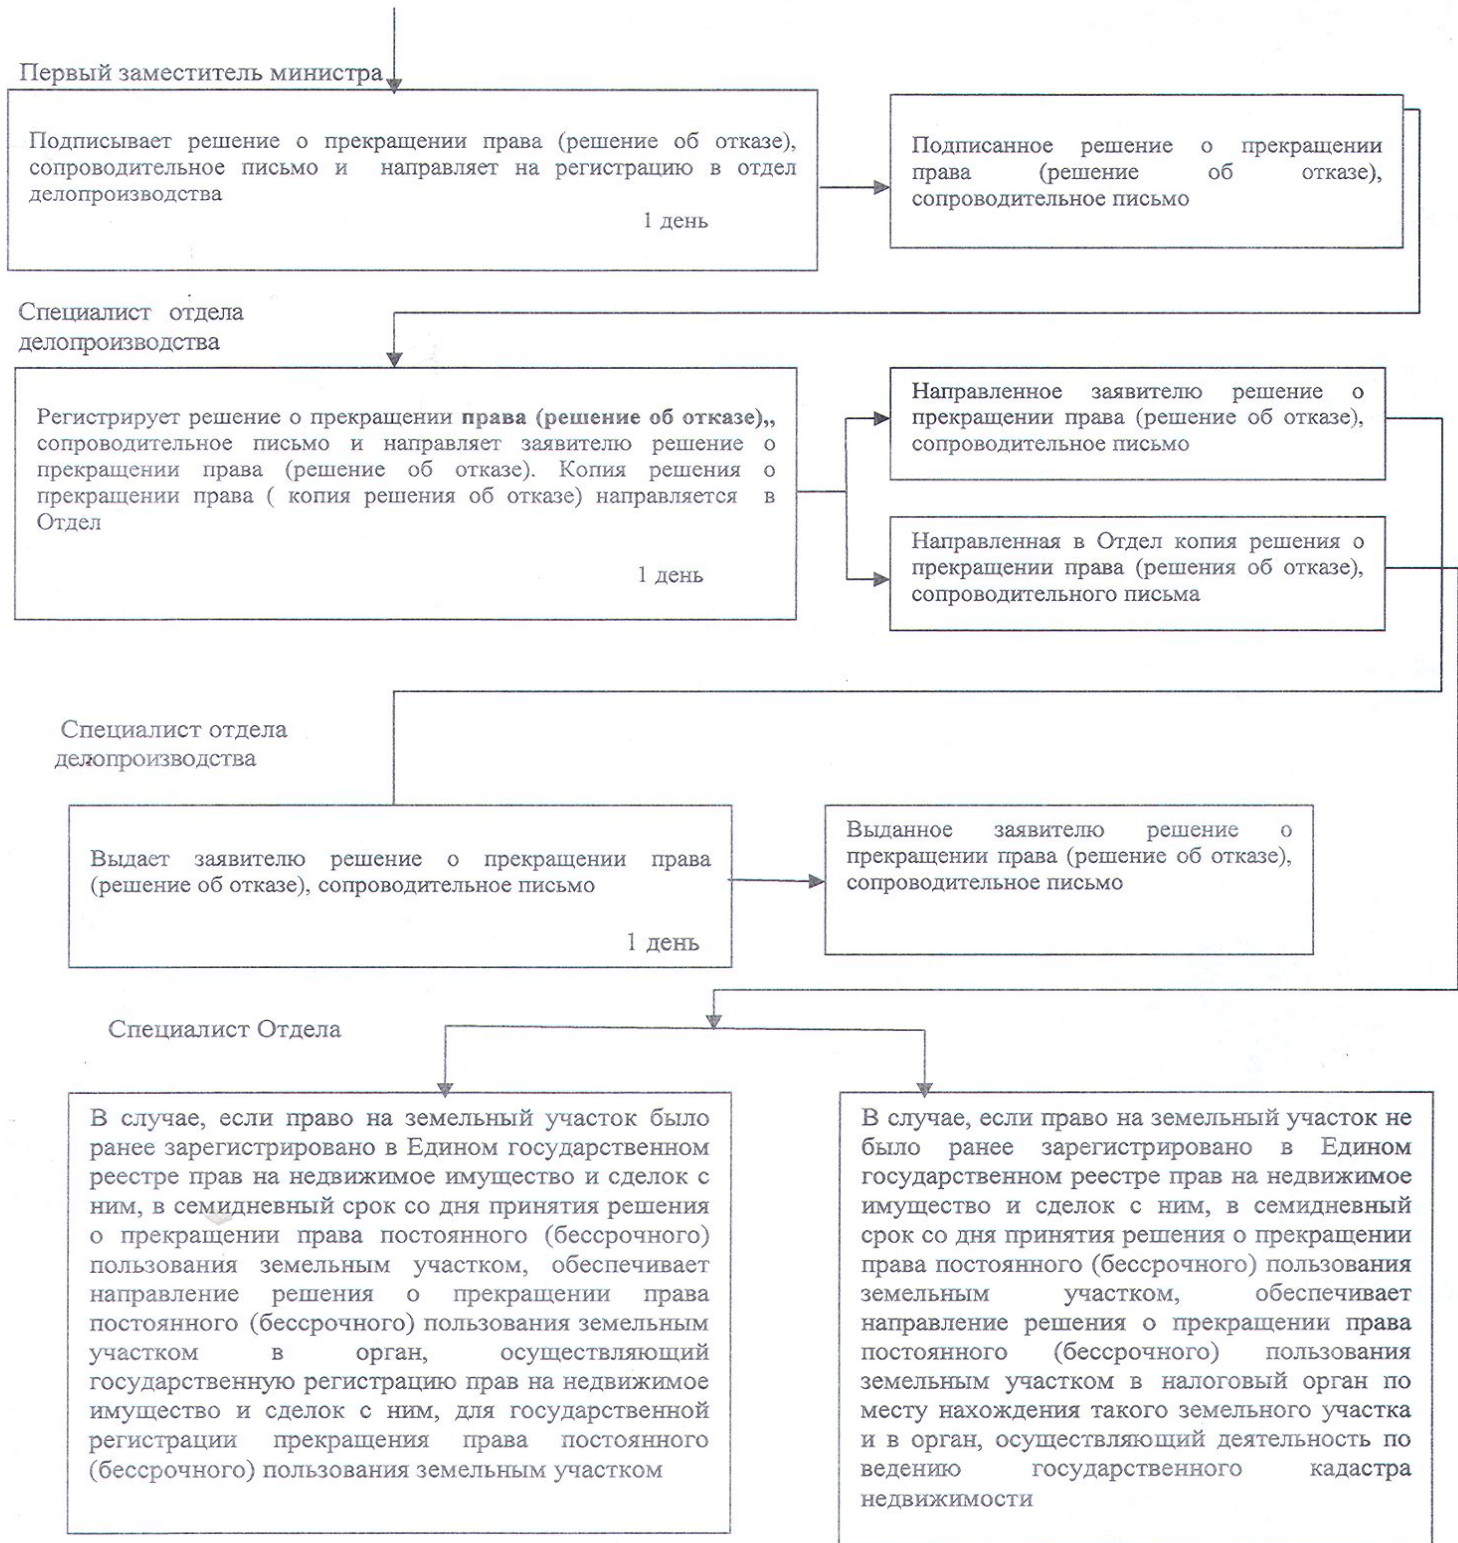 Первый заместитель министра
Подписывает решение о прекращении права (решение об отказе),
сопроводительное письмо и направляет на регистрацию в отдел
делопроизводства
1 день
Подписанное решение о прекращении
права (решение об отказе),
сопроводительное письмо
Специалист отдела
делопроизводства
Регистрирует решение о прекращении права (решение об отказе),,
сопроводительное письмо и направляет заявителю решение о
прекращении права (решение об отказе). Копия решения о
прекращении права ( копия решения об отказе) направляется в
Отдел
1 день
Направленное заявителю решение о
прекращении права (решение об отказе),
сопроводительное письмо
Направленная в Отдел копия решения о
прекращении права (решения об отказе),
сопроводительного письма
Специалист отдела
делопроизводства
Выдает заявителю решение о прекращении права
(решение об отказе), сопроводительное письмо
1 день
Выданное заявителю решение о
прекращении права (решение об отказе),
сопроводительное письмо
Специалист Отдела
В случае, если право на земельный участок было
ранее зарегистрировано в Едином государственном
реестре прав на недвижимое имущество и сделок с
ним, в семидневный срок со дня принятия решения
о прекращении права постоянного (бессрочного)
пользования земельным участком, обеспечивает
направление решения о прекращении права
постоянного (бессрочного) пользования земельным
участком в орган, осуществляющий
государственную регистрацию прав на недвижимое
имущество и сделок с ним, для государственной
регистрации прекращения права постоянного
(бессрочного) пользования земельным участком
В случае, если право на земельный участок не
было ранее зарегистрировано в Едином
государственном реестре прав на недвижимое
имущество и сделок с ним, в семидневный
срок со дня принятия решения о прекращении
права постоянного (бессрочного) пользования
земельным участком, обеспечивает
направление решения о прекращении права
постоянного (бессрочного) пользования
земельным участком в налоговый орган по
месту нахождения такого земельного участка
и в орган, осуществляющий деятельность по
ведению государственного кадастра
недвижимости